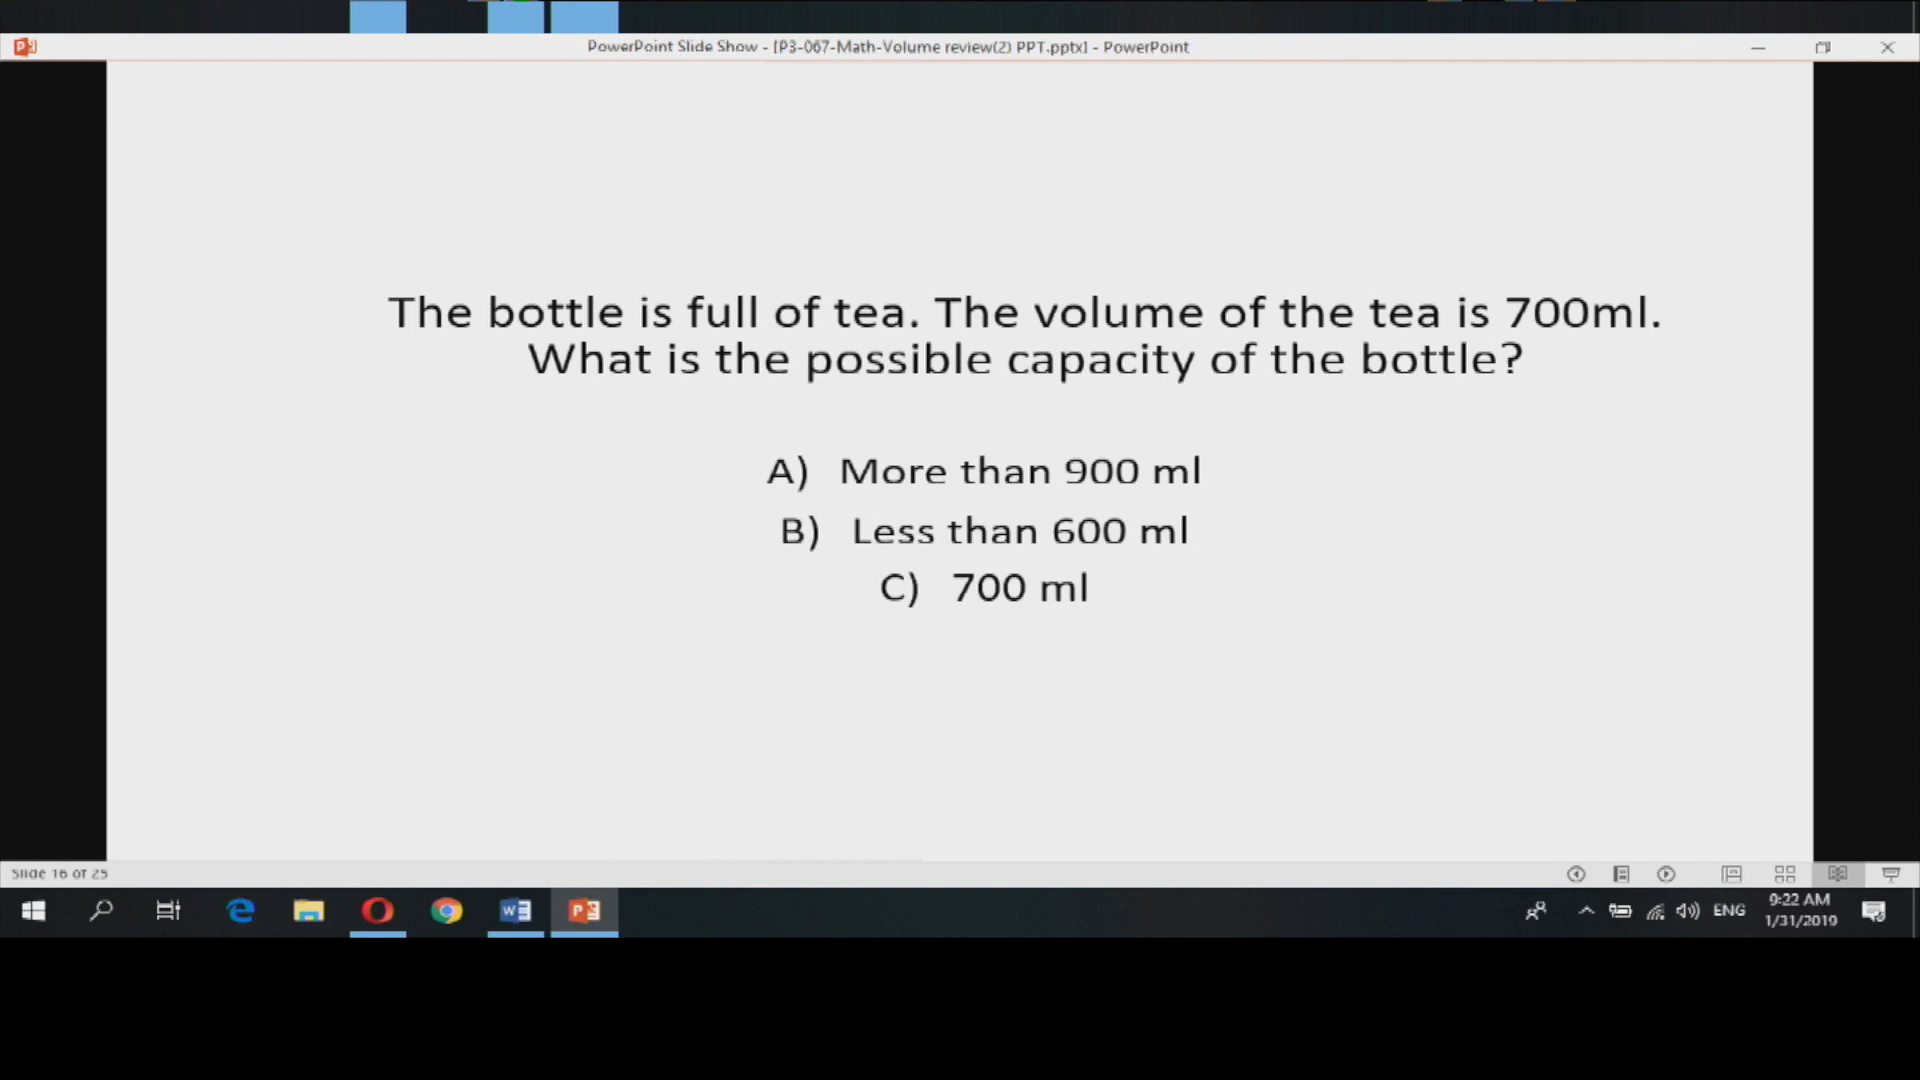 PowerPoint Slide Show - [P3-067-Math-Volume review(2) PPT.pptx] - PowerPoint
The bottle is full of tea. The volume of the tea is 700ml.
What is the possible capacity of the bottle?
A) More than 900 ml
B) Less than 600 ml
C) 700 ml
Slide 16 of 25
ENG
9:22 AM
1/31/2019